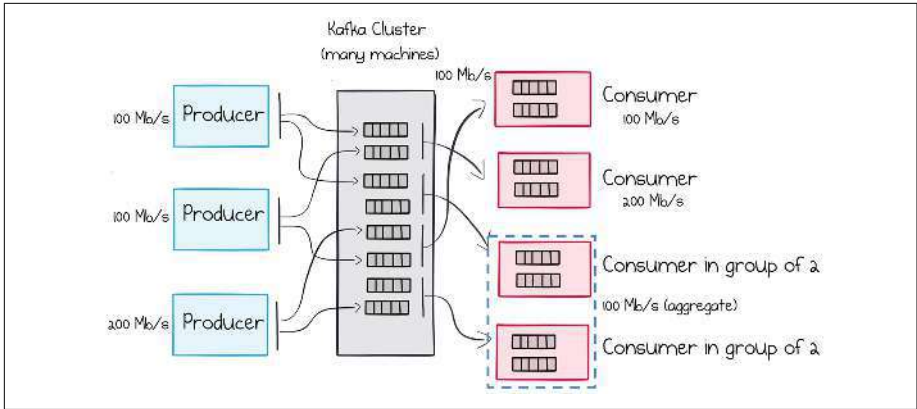 Kafka Cluster
(many machines)
100 Mb/s
Producer
100 Mb/s
Producer
100 Mb/s
Producer
200 Mb/s
Consumer
100 Mb/s
Consumer
200 Mb/s
Consumer in group of 2
100 Mb/s (aggregate)
Consumer in group of 2